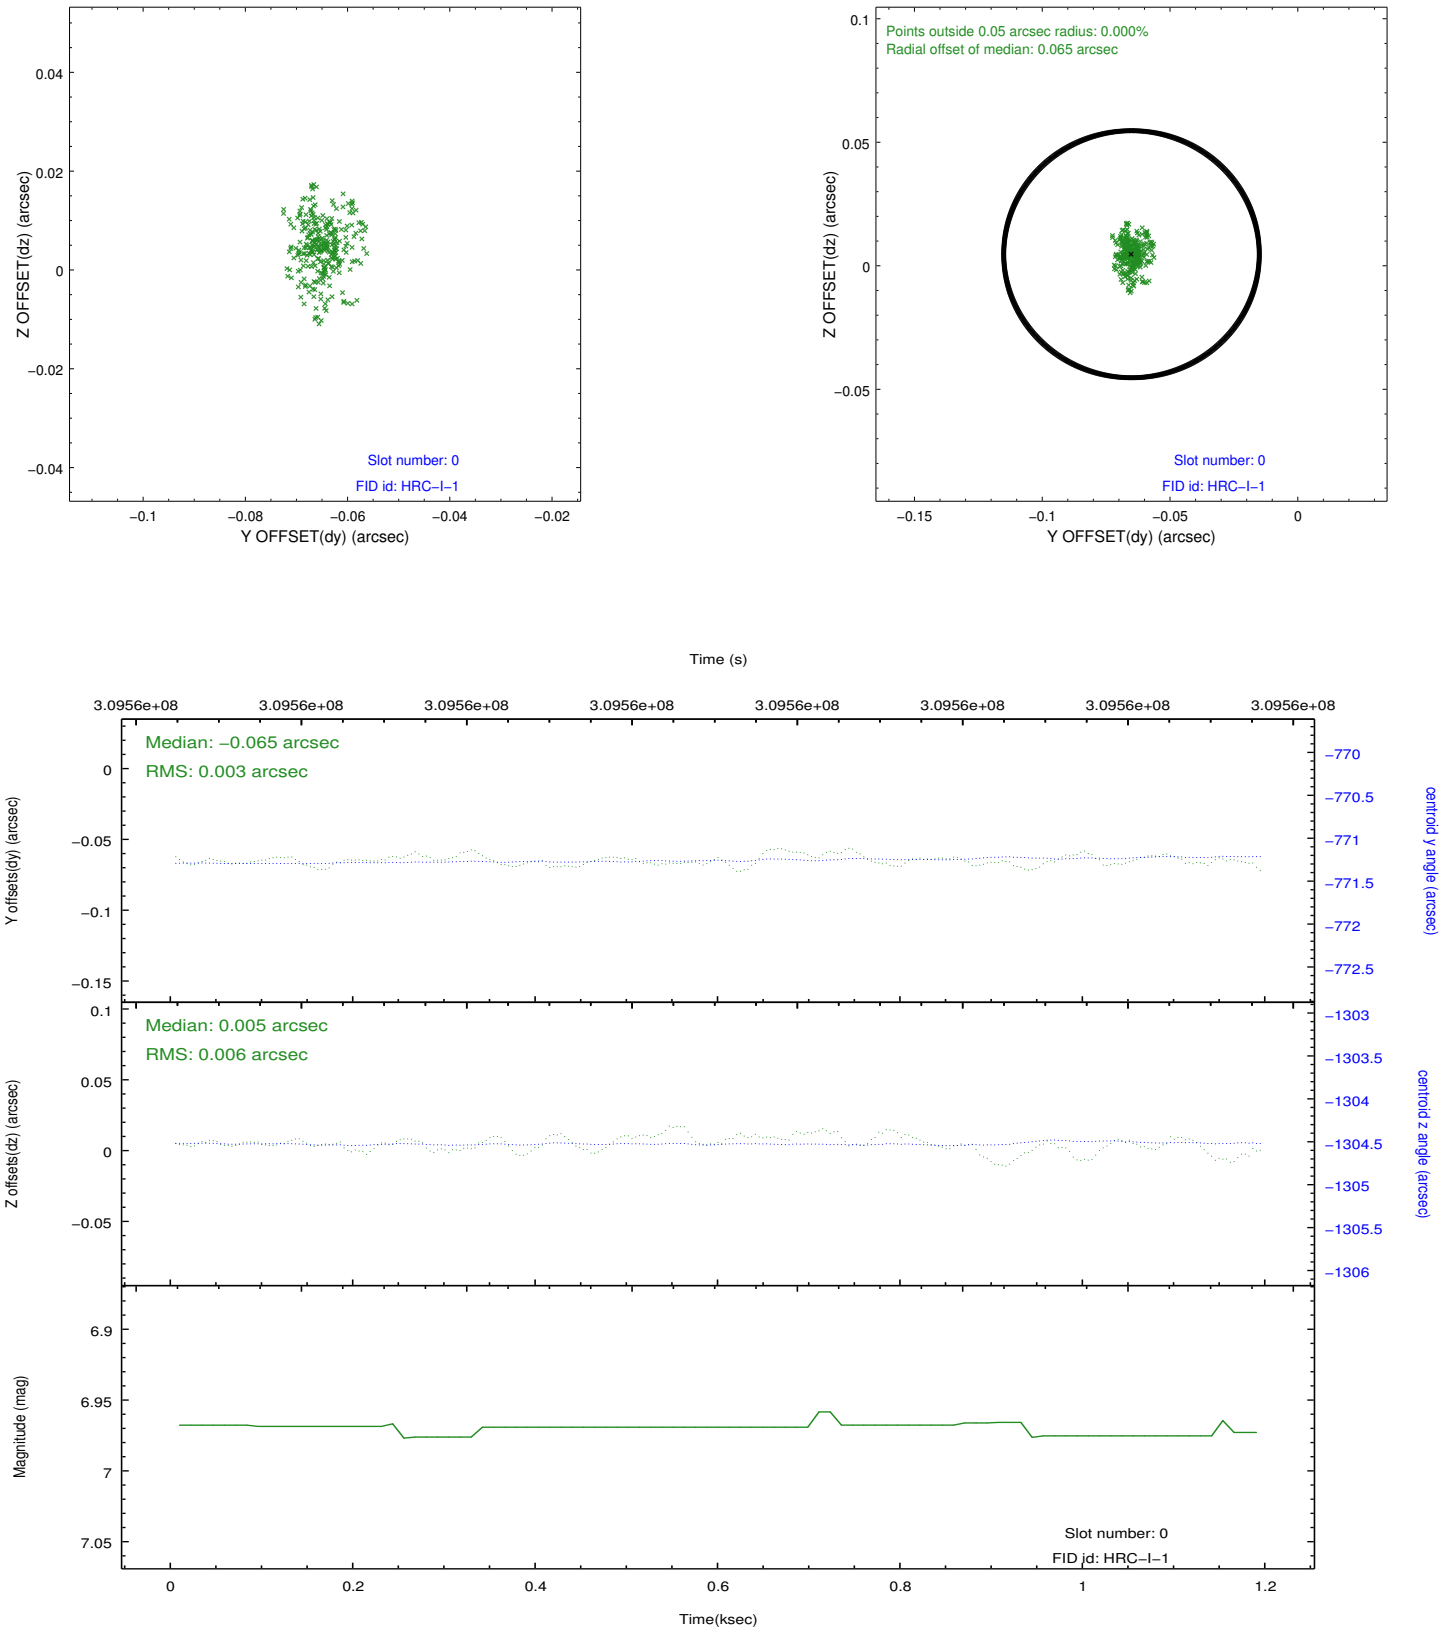 0.04
0.02
0
−0.02
−0.04
Z OFFSET(dz) (arcsec)
Slot number: 0
FID id: HRC−I−1
−0.1
−0.08
−0.06
−0.04
−0.02
Y OFFSET(dy) (arcsec)
0.1
0.05
0
−0.05
Z OFFSET(dz) (arcsec)
Points outside 0.05 arcsec radius: 0.000%
Radial offset of median: 0.065 arcsec
Slot number: 0
FID id: HRC−I−1
−0.15
−0.1
−0.05
0
Y OFFSET(dy) (arcsec)
Time (s)
3.0956e+08
3.0956e+08
3.0956e+08
3.0956e+08
3.0956e+08
3.0956e+08
3.0956e+08
3.0956e+08
Median: −0.065 arcsec
RMS: 0.003 arcsec
0
−0.05
−0.1
−0.15
Y offsets(dy) (arcsec)
−770
−770.5
−771
−771.5
−772
−772.5
centroid y angle (arcsec)
Median: 0.005 arcsec
RMS: 0.006 arcsec
0.1
0.05
0
−0.05
Z offsets(dz) (arcsec)
−1303
−1303.5
−1304
−1304.5
−1305
−1305.5
−1306
centroid z angle (arcsec)
6.9
6.95
7
7.05
Magnitude (mag)
Slot number: 0
FID id: HRC−I−1
0
0.2
0.4
0.6
0.8
1
1.2
Time(ksec)